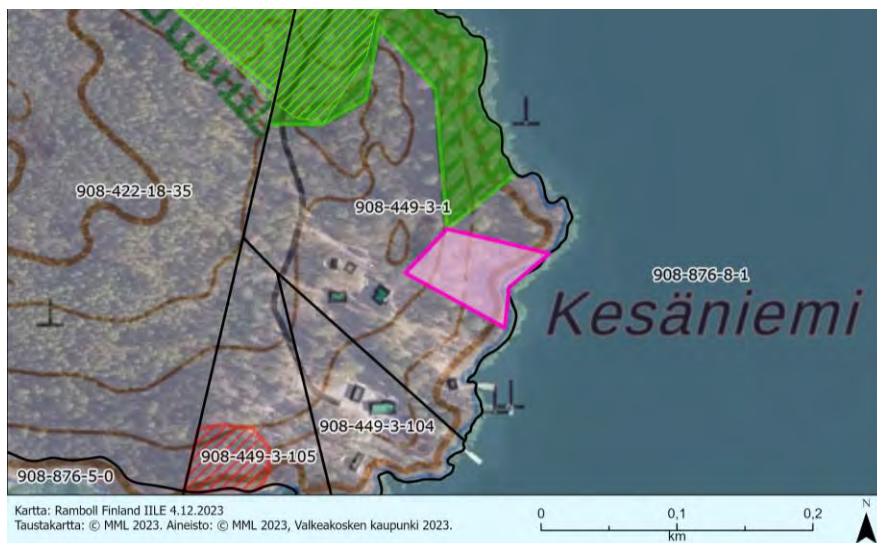 908-422-18-35
908-449-3-1
908-876-8-1
Kesäniemi
908-449-3-104
908-449-3-105
908-876-5-0
Kartta: Ramboll Finland IILE 4.12.2023
Taustakartta: © MML 2023. Aineisto: © MML 2023, Valkeakosken kaupunki 2023.
0 0,1 0,2
km
N